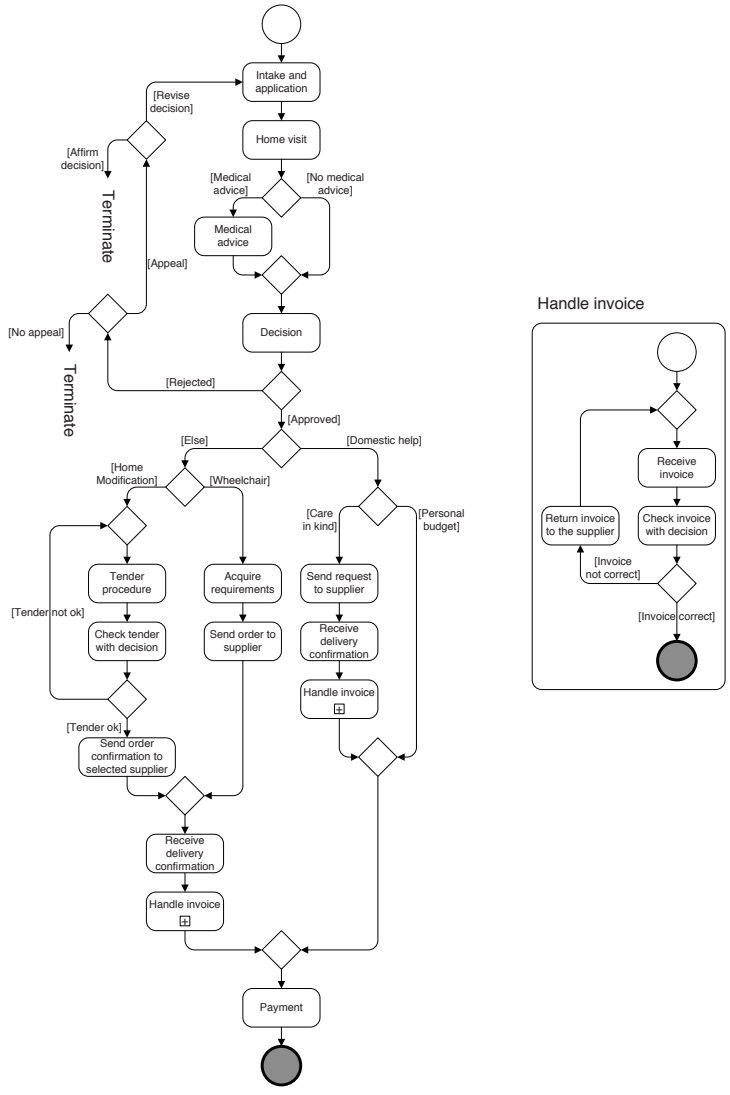 Intake and
application
[Revise
decision]
Home visit
[Affirm
decision]
Terminate
[Medical
advice]
[No medical
advice]
Medical
advice
[Appeal]
Decision
[No appeal]
Terminate
[Rejected]
[Approved]
[Else]
[Domestic help]
[Home
Modification]
[Wheelchair]
[Care
in kind]
[Personal
budget]
Tender
procedure
Acquire
requirements
Send request
to supplier
[Tender not ok]
Check tender
with decision
Send order to
supplier
Receive
delivery
confirmation
Handle invoice
[Tender ok]
Send order
confirmation to
selected supplier
Receive
delivery
confirmation
Handle invoice
Payment
Handle invoice
Receive
invoice
Return invoice
to the supplier
Check invoice
with decision
[Invoice
not correct]
[Invoice correct]